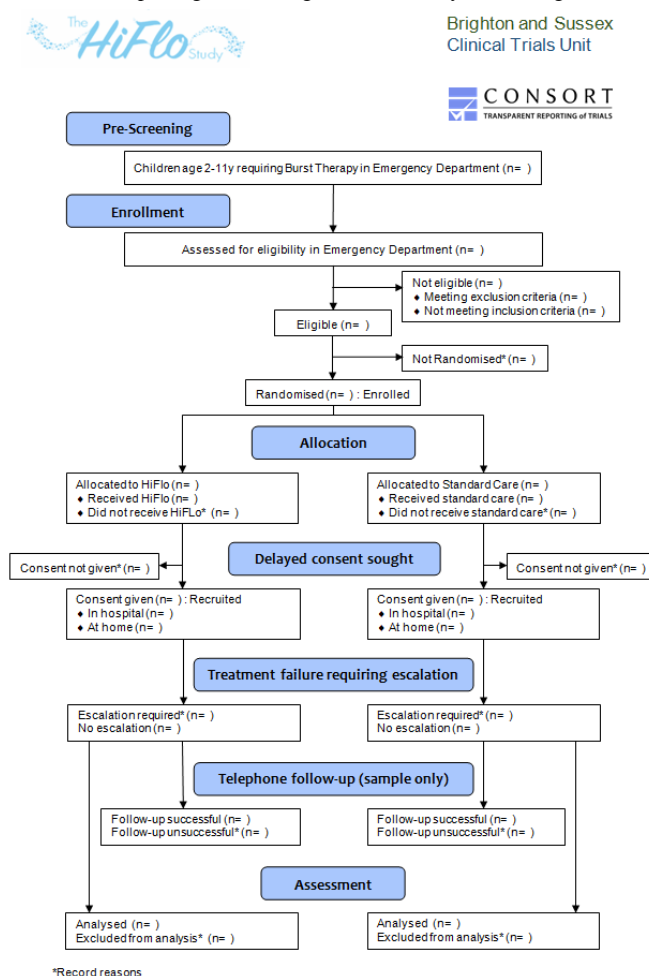 The
HiFlo
Study
Brighton and Sussex
Clinical Trials Unit
CONSORT
TRANSPARENT REPORTING of TRIALS
Pre-Screening
Children age 2-11y requiring Burst Therapy in Emergency Department (n= )
Enrollment
Assessed for eligibility in Emergency Department (n= )
Not eligible (n= )
♦ Meeting exclusion criteria (n= )
♦ Not meeting inclusion criteria (n= )
Eligible (n= )
Not Randomised* (n= )
Randomised (n= ) : Enrolled
Allocation
Allocated to HiFlo (n= )
♦ Received HiFlo (n= )
♦ Did not receive HiFLo* (n= )
Allocated to Standard Care (n= )
♦ Received standard care (n= )
♦ Did not receive standard care* (n= )
Delayed consent sought
Consent not given* (n= )
Consent not given* (n= )
Consent given (n= ) : Recruited
♦ In hospital (n= )
♦ At home (n= )
Consent given (n= ) : Recruited
♦ In hospital (n= )
♦ At home (n= )
Treatment failure requiring escalation
Escalation required* (n= )
No escalation (n= )
Escalation required* (n= )
No escalation (n= )
Telephone follow-up (sample only)
Follow-up successful (n= )
Follow-up unsuccessful* (n= )
Follow-up successful (n= )
Follow-up unsuccessful* (n= )
Assessment
Analysed (n= )
Excluded from analysis* (n= )
Analysed (n= )
Excluded from analysis* (n= )
*Record reasons